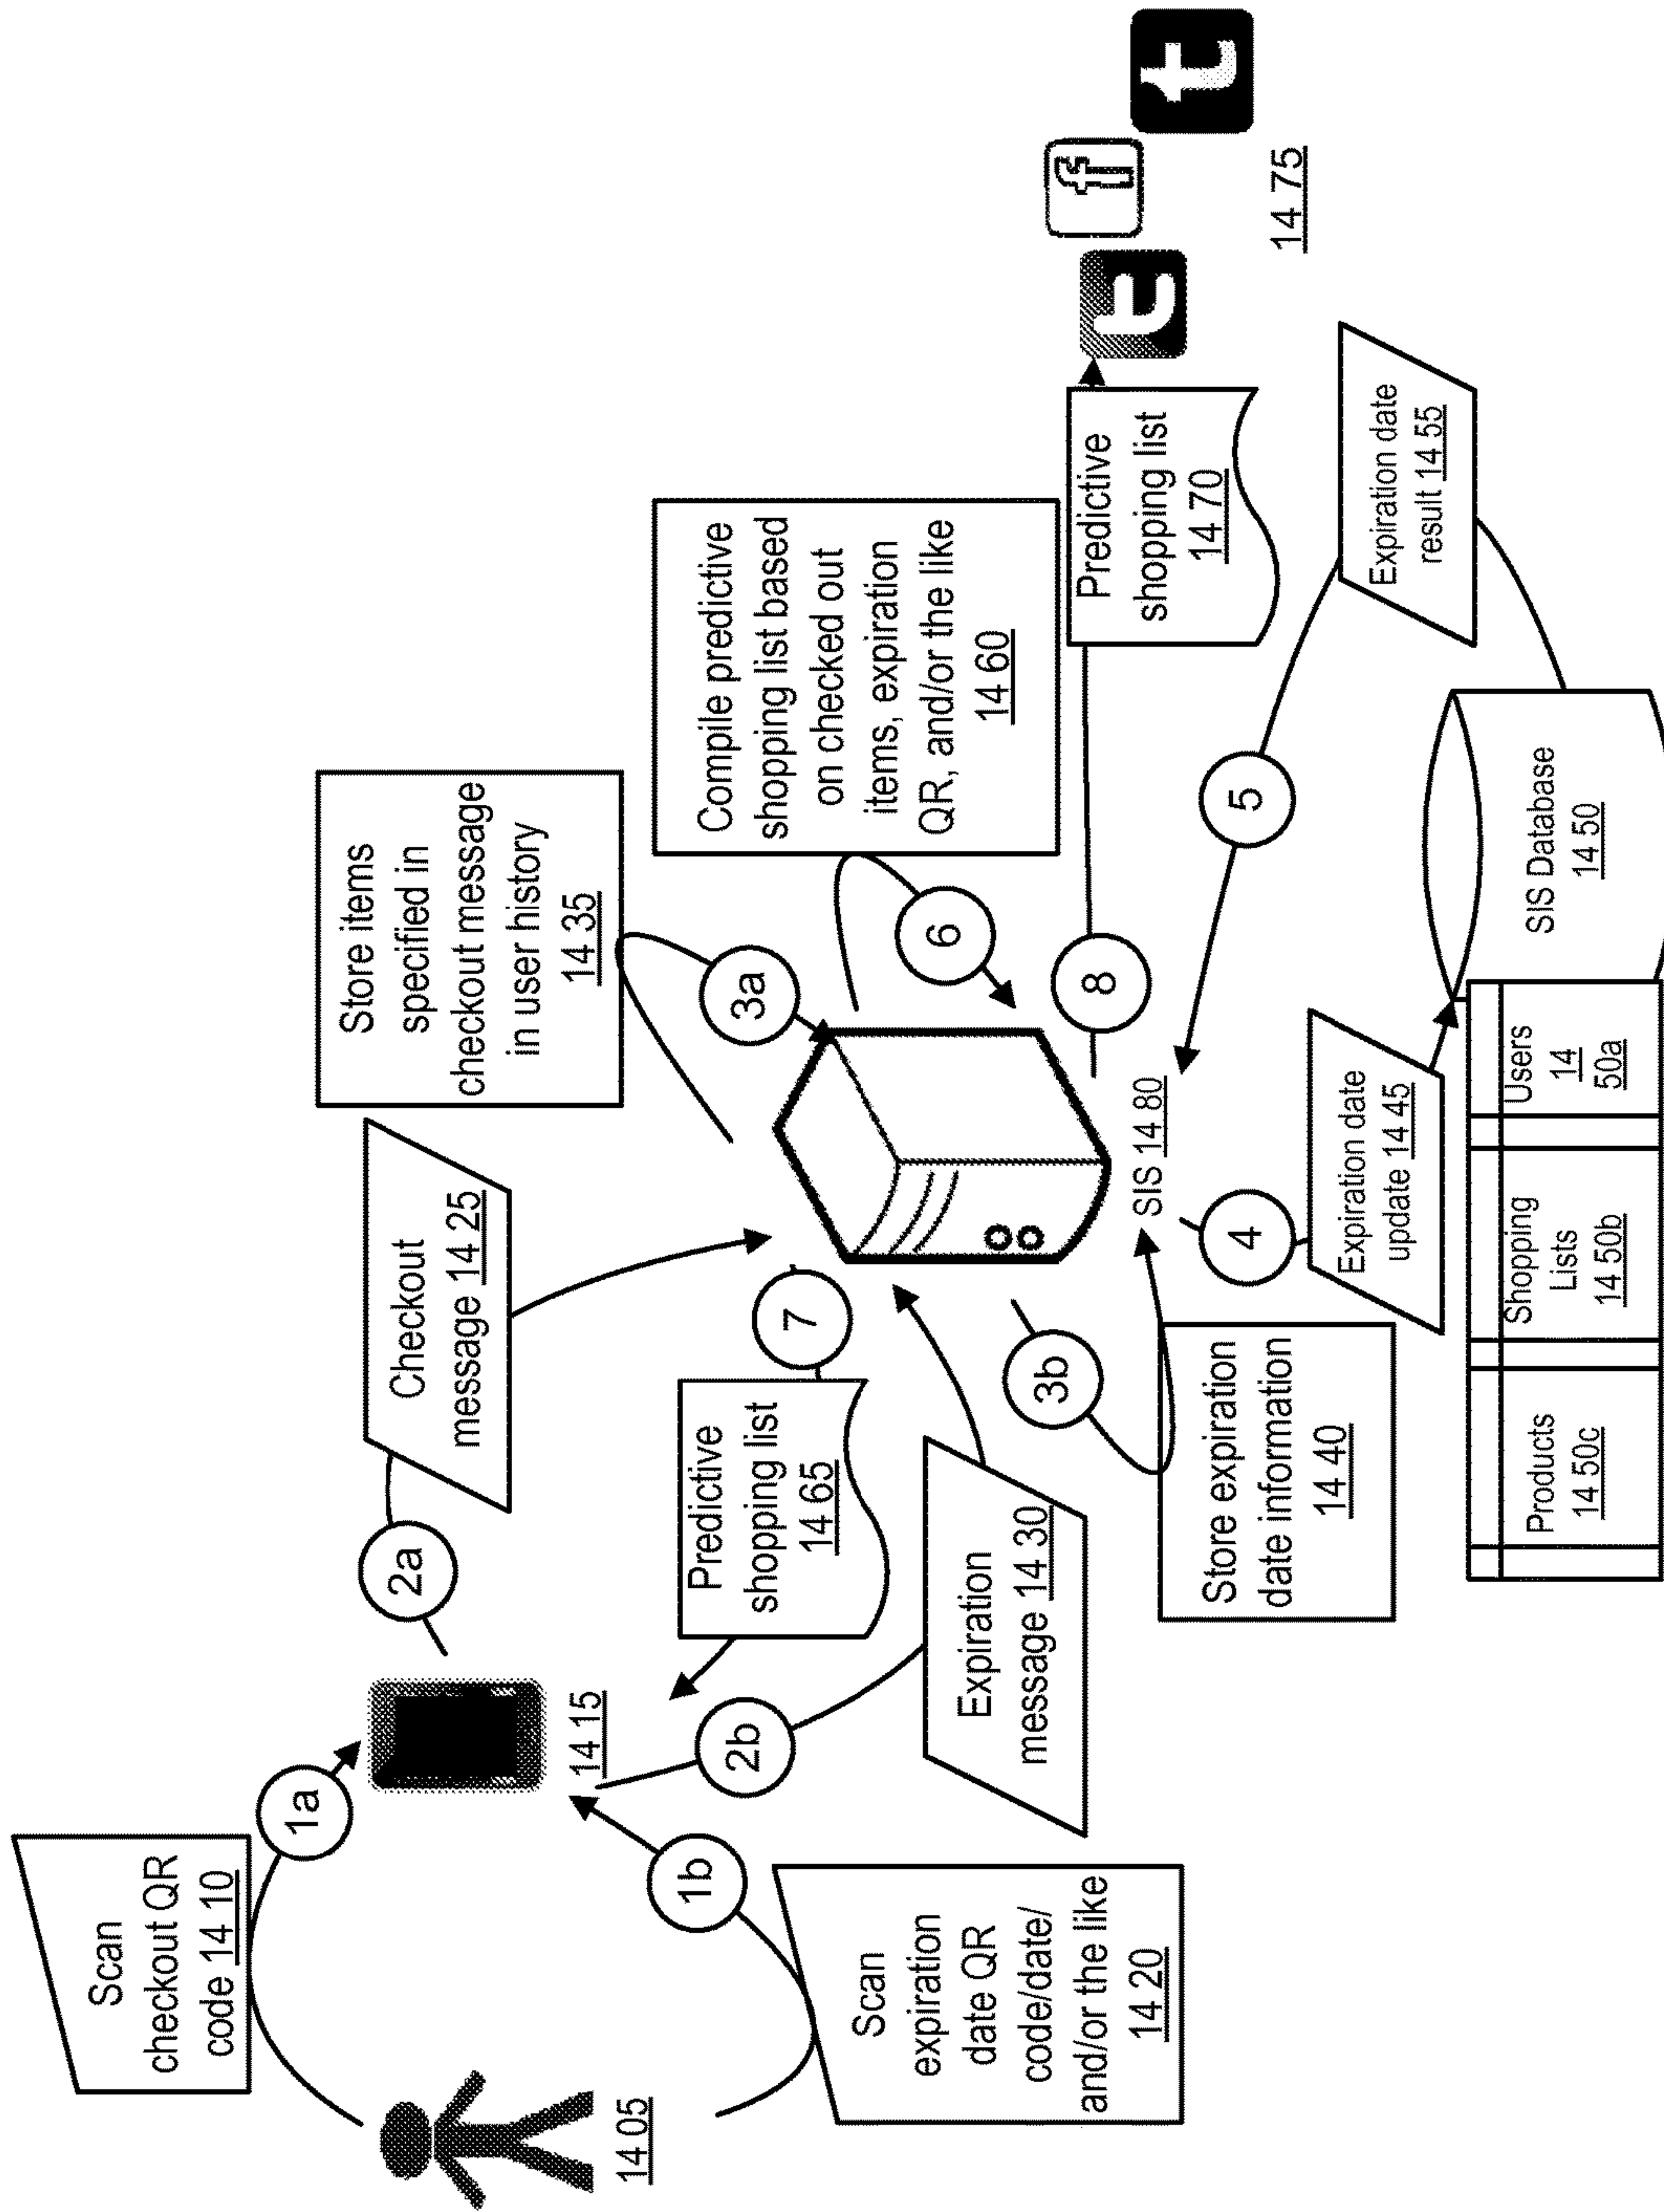 Scan
checkout QR
code 14 10
1a
14 05
1b
Scan
expiration
date QR
code/date/
and/or the like
14 20
14 15
2a
Checkout
message 14 25
2b
Expiration
message 14 30
Store items
specified in
checkout message
in user history
14 35
3a
3b
Store expiration
date information
14 40
SIS 14 80
4
Expiration date
update 14 45
SIS Database
14 50
Users
14
50a
Shopping
Lists
14 50b
Products
14 50c
5
Expiration date
result 14 55
6
Compile predictive
shopping list based
on checked out
items, expiration
QR, and/or the like
14 60
7
Predictive
shopping list
14 65
8
Predictive
shopping list
14 70
f
t
14 75